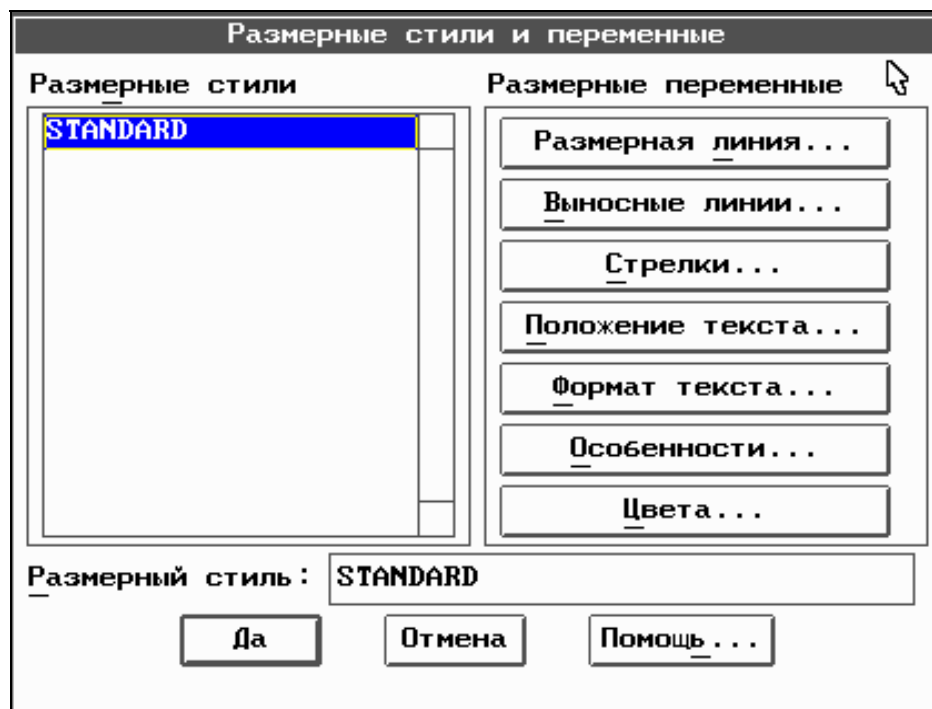 Размерные стили и переменные
Размерные стили
STANDARD
Размерные переменные
Размерная линия...
Выносные линии...
Стрелки...
Положение текста...
Формат текста...
Особенности...
Цвета...
Размерный стиль: STANDARD
Да Отмена Помощь...